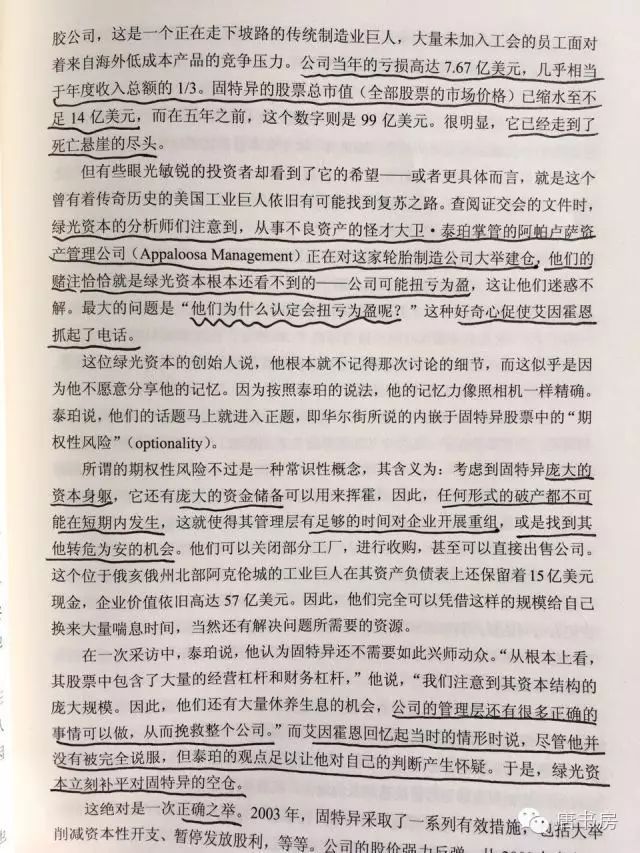 胶公司，这是一个正在走下坡路的传统制造业巨人，大量未加入工会的员工面对
着来自海外低成本产品的竞争压力。公司当年的亏损高达 7.67 亿美元，几乎相当
于年度收入总额的 1/3。固特异的股票总市值（全部股票的市场价格）已缩水至不
足 14 亿美元，而在五年之前，这个数字则是 99 亿美元。很明显，它已经走到了
死亡悬崖的尽头。
但有些眼光敏锐的投资者却看到了它的希望——或者更具体而言，就是这个
曾有着传奇历史的美国工业巨人依旧有可能找到复苏之路。查阅证交会的文件时，
绿光资本的分析师们注意到，从事不良资产的怪才大卫·泰珀掌管的阿帕卢萨资
产管理公司（Appaloosa Management）正在对这家轮胎制造公司大举建仓，他们的
赌注恰恰就是绿光资本根本还看不到的——公司可能扭亏为盈，这让他们迷惑不
解。最大的问题是“他们为什么认定会扭亏为盈呢？”这种好奇心促使艾因霍恩
抓起了电话。
这位绿光资本的创始人说，他根本就不记得那次讨论的细节，而这似乎是因
为他不愿意分享他的记忆。因为按照泰珀的说法，他的记忆力像照相机一样精确。
泰珀说，他们的话题马上就进入正题，即华尔街所说的内嵌于固特异股票中的“期
权性风险”（optionality）。
所谓的期权性风险不过是一种常识性概念，其含义为：考虑到固特异庞大的
资本身躯，它还有庞大的资金储备可以用来挥霍，因此，任何形式的破产都不可
能在短期内发生，这就使得其管理层有足够的时间对企业开展重组，或是找到其
他转危为安的机会。他们可以关闭部分工厂，进行收购，甚至可以直接出售公司。
这个位于俄亥俄州北部阿克伦城的工业巨人在其资产负债表上还保留着 15 亿美元
现金，企业价值依旧高达 57 亿美元。因此，他们完全可以凭借这样的规模给自己
换来大量喘息时间，当然还有解决问题所需要的资源。
在一次采访中，泰珀说，他认为固特异还不需要如此兴师动众。“从根本上看，
其股票中包含了大量的经营杠杆和财务杠杆，”他说，“我们注意到其资本结构的
庞大规模。因此，他们还有大量休养生息的机会，公司的管理层还有很多正确的
事情可以做，从而挽救整个公司。”而艾因霍恩回忆起当时的情形时说，尽管他并
没有被完全说服，但泰珀的观点足以让他对自己的判断产生怀疑。于是，绿光资
本立刻补平对固特异的空仓。
这绝对是一次正确之举。2003 年，固特异采取了一系列有效措施，包括大举
削减资本性开支、暂停发放股利，等等。公司的股价强力反弹，
唐书房